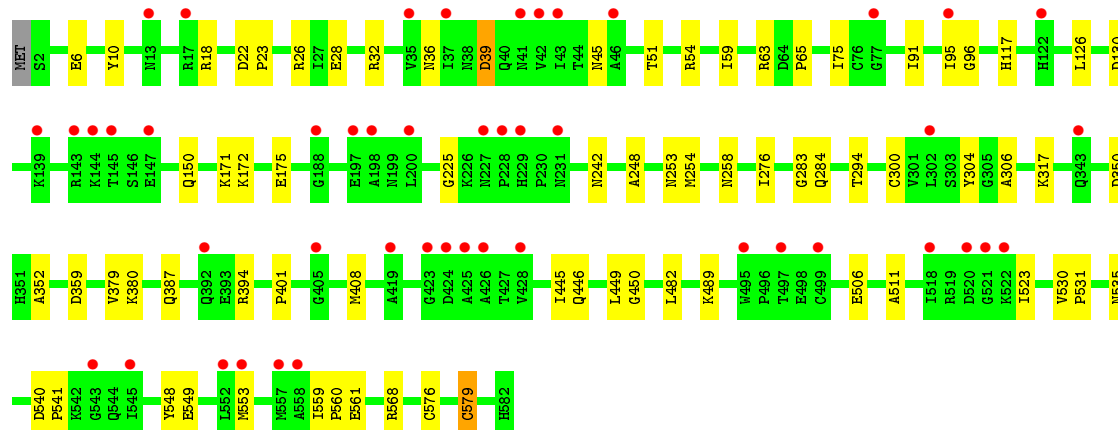 MET S2 E6 Y10 N13 R17 R18 D22 P23 R26 I27 E28 R32 V35 N36 I37 N38 D39 Q40 N41 V42 I43 T44 N45 A46 T51 R54 I59 R63 D64 P65 I75 C76 G77 I91 I95 G96 H117 H122 L126
K139 R143 K144 T145 S146 E147 Q150 K171 K172 E175 G188 E197 A198 N199 L200 G225 K226 N227 P228 H229 P230 N231 N242 A248 N253 M254 N258 I276 G283 Q284 T294 C300 V301 L302 S303 Y304 G305 A306 K317 Q343 D350
H351 A352 D359 V379 K380 Q387 Q392 E393 R394 P401 G405 M408 A419 G423 D424 A425 A426 T427 V428 I445 Q446 L449 G450 L482 K489 W495 P496 T497 E498 C499 E506 A511 I518 R519 D520 G521 K522 I523 V530 P531 N535
D540 P541 K542 G543 Q544 I545 Y548 E549 L552 M553 M557 A558 I559 P560 E561 R568 C576 C579 H582